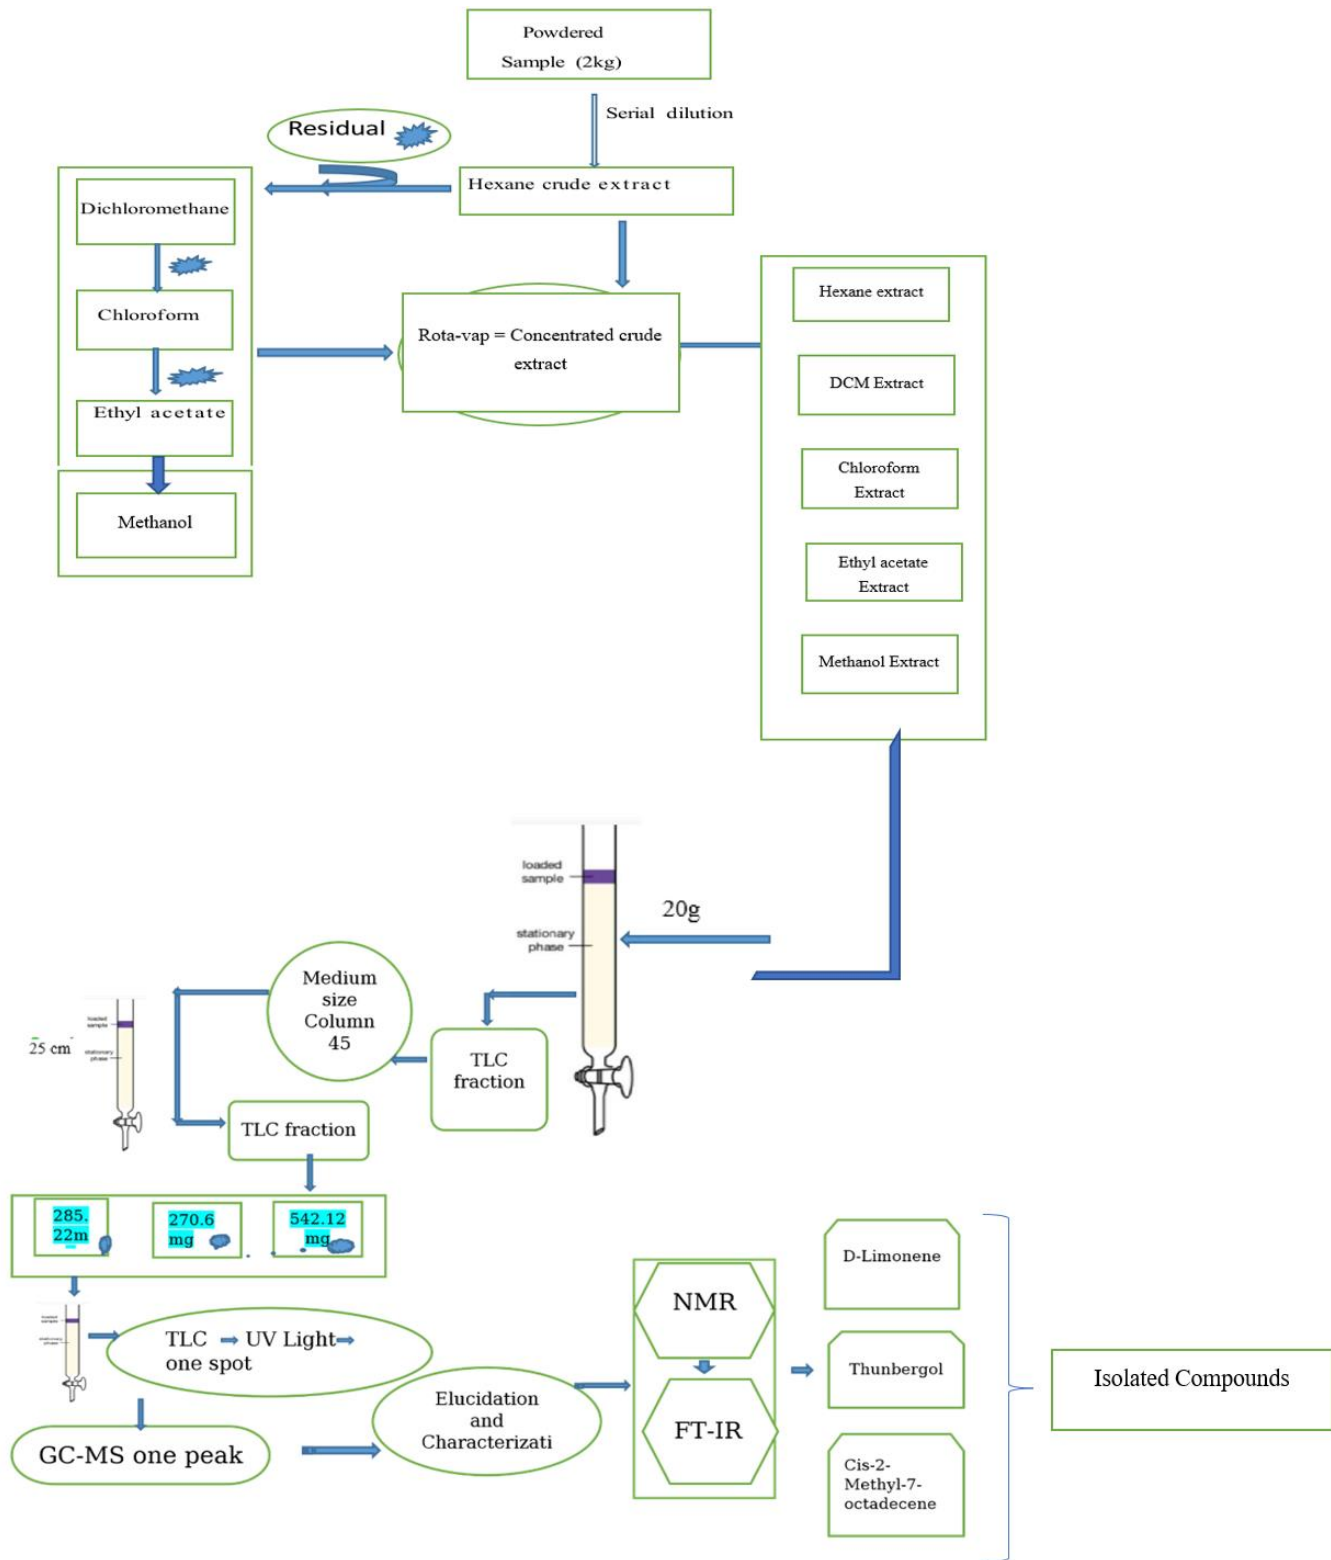 Powdered
Sample (2kg)
Serial dilution
Residual
Hexane crude extract
Dichloromethane
Chloroform
Ethyl acetate
Methanol
Rota-vap = Concentrated crude
extract
Hexane extract
DCM Extract
Chloroform
Extract
Ethyl acetate
Extract
Methanol Extract
loaded
sample
stationary
phase
20g
Medium
size
Column
45
TLC
fraction
loaded
sample
stationary
phase
25 cm
TLC fraction
285.
22m
270.6
mg
542.12
mg
TLC UV Light
one spot
GC-MS one peak
Elucidation
and
Characterizati
NMR
FT-IR
D-Limonene
Thunbergol
Cis-2-
Methyl-7-
octadecene
Isolated Compounds